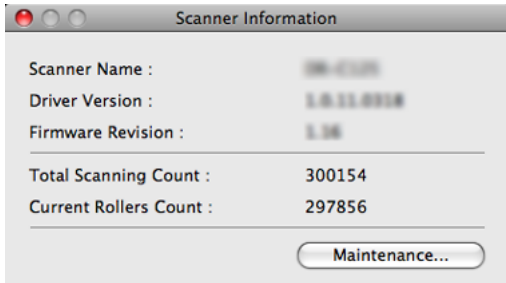 Scanner Information
Scanner Name :
Driver Version :
Firmware Revision :
Total Scanning Count : 300154
Current Rollers Count : 297856
Maintenance...